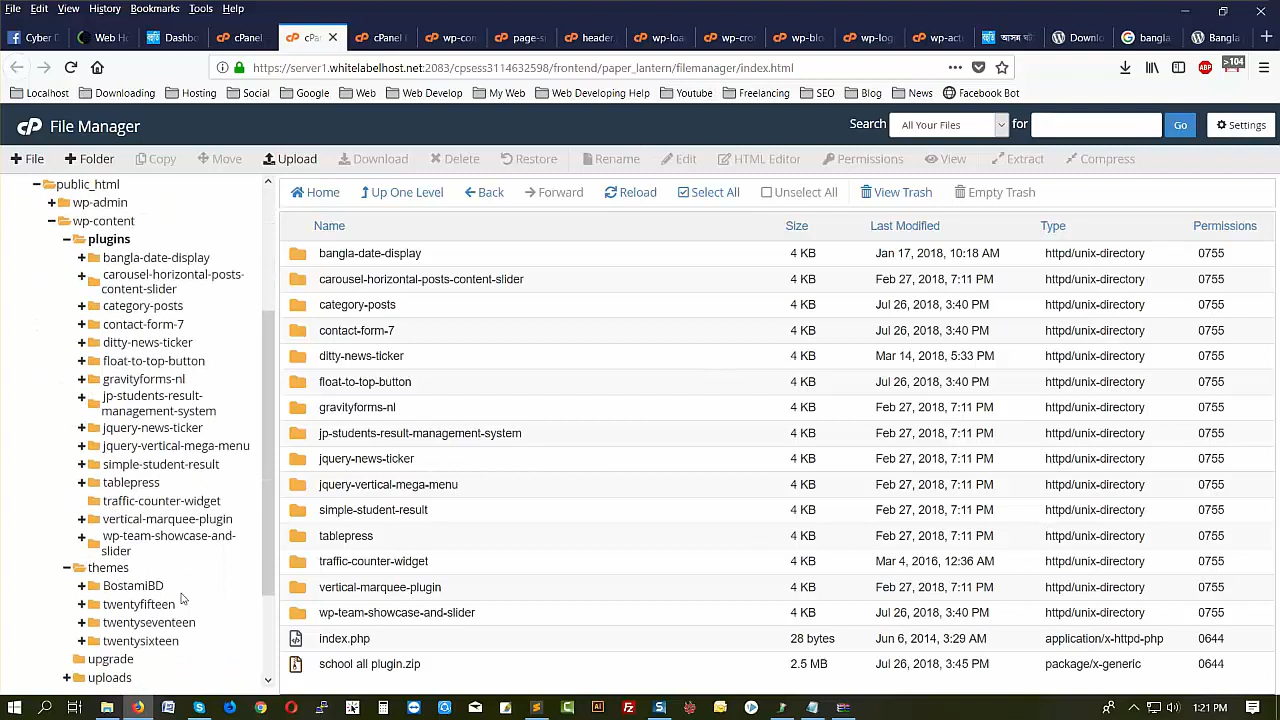 File Edit View History Bookmarks Tools Help
Cyber D Web Ho Dashbo cPanel cPan cPanel wp-con page-s header. wp-loa wp-cro wp-blo wp-log wp-actu Downlo bangla Bangla
https://server1.whitelabelhost.net:2083/cpsess3114632598/frontend/paper_lantern/filemanager/index.html >104
Localhost Downloading Hosting Social Google Web Web Develop My Web Web Developing Help Youtube Freelancing SEO Blog News Facebook Bot
cP File Manager Search All Your Files for Go Settings
File Folder Copy Move Upload Download Delete Restore Rename Edit HTML Editor Permissions View Extract Compress
Home Up One Level Back Forward Reload Select All Unselect All View Trash Empty Trash
public_html
wp-admin
wp-content
plugins
bangla-date-display
carousel-horizontal-posts-
content-slider
category-posts
contact-form-7
ditty-news-ticker
float-to-top-button
gravityforms-nl
jp-students-result-
management-system
jquery-news-ticker
jquery-vertical-mega-menu
simple-student-result
tablepress
traffic-counter-widget
vertical-marquee-plugin
wp-team-showcase-and-
slider
themes
BostamiBD
twentyfifteen
twentyseventeen
twentysixteen
upgrade
uploads
Name Size Last Modified Type Permissions
bangla-date-display 4 KB Jan 17, 2018, 10:18 AM httpd/unix-directory 0755
carousel-horizontal-posts-content-slider 4 KB Feb 27, 2018, 7:11 PM httpd/unix-directory 0755
category-posts 4 KB Jul 26, 2018, 3:40 PM httpd/unix-directory 0755
contact-form-7 4 KB Jul 26, 2018, 3:40 PM httpd/unix-directory 0755
ditty-news-ticker 4 KB Mar 14, 2018, 5:33 PM httpd/unix-directory 0755
float-to-top-button 4 KB Jul 26, 2018, 3:40 PM httpd/unix-directory 0755
gravityforms-nl 4 KB Feb 27, 2018, 7:11 PM httpd/unix-directory 0755
jp-students-result-management-system 4 KB Feb 27, 2018, 7:11 PM httpd/unix-directory 0755
jquery-news-ticker 4 KB Feb 27, 2018, 7:11 PM httpd/unix-directory 0755
jquery-vertical-mega-menu 4 KB Feb 27, 2018, 7:11 PM httpd/unix-directory 0755
simple-student-result 4 KB Feb 27, 2018, 7:11 PM httpd/unix-directory 0755
tablepress 4 KB Feb 27, 2018, 7:11 PM httpd/unix-directory 0755
traffic-counter-widget 4 KB Mar 4, 2016, 12:36 AM httpd/unix-directory 0755
vertical-marquee-plugin 4 KB Feb 27, 2018, 7:11 PM httpd/unix-directory 0755
wp-team-showcase-and-slider 4 KB Jul 26, 2018, 3:40 PM httpd/unix-directory 0755
index.php 28 bytes Jun 6, 2014, 3:29 AM application/x-httpd-php 0644
school all plugin.zip 2.5 MB Jul 26, 2018, 3:45 PM package/x-generic 0644
1:21 PM